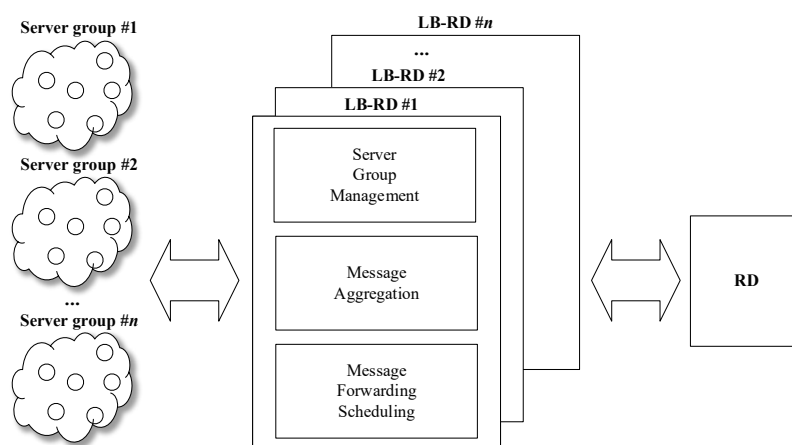 Server group #1
Server group #2
...
Server group #n
LB-RD #n
...
LB-RD #2
LB-RD #1
Server
Group
Management
Message
Aggregation
Message
Forwarding
Scheduling
RD